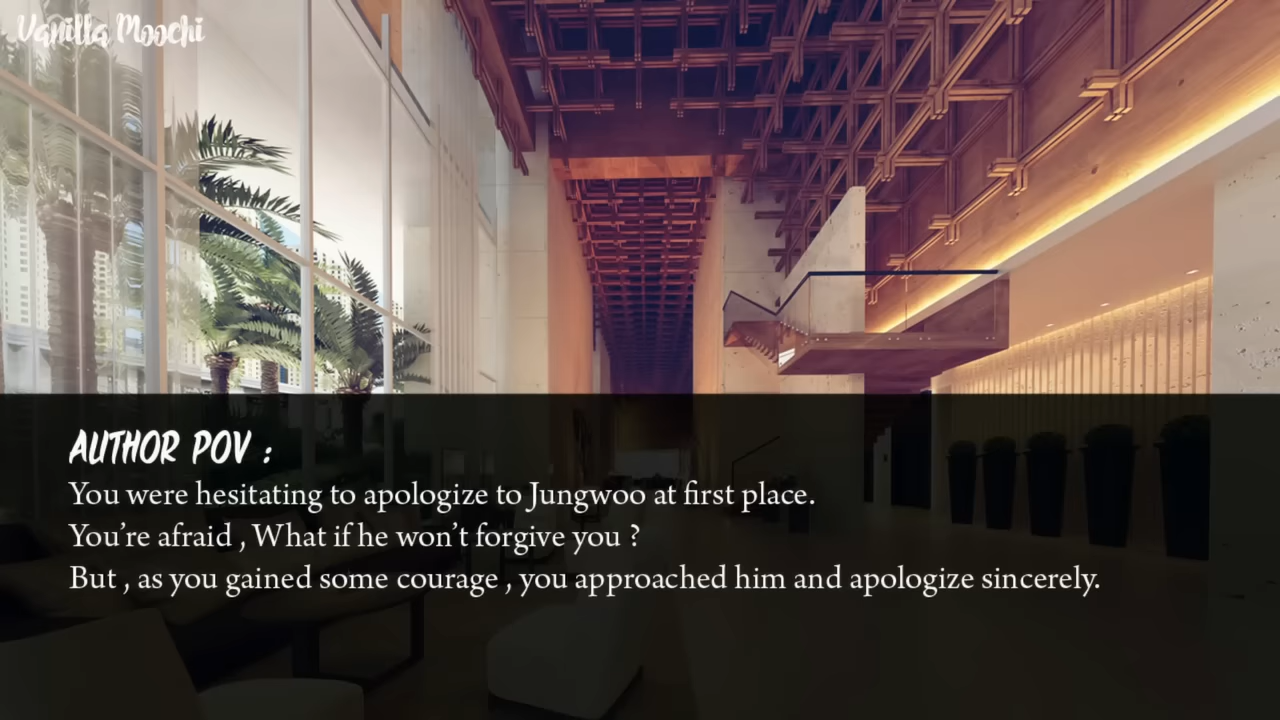 Vanilla Moochi
AUTHOR POV :
You were hesitating to apologize to Jungwoo at first place.
You're afraid , What if he won't forgive you ?
But , as you gained some courage , you approached him and apologize sincerely.